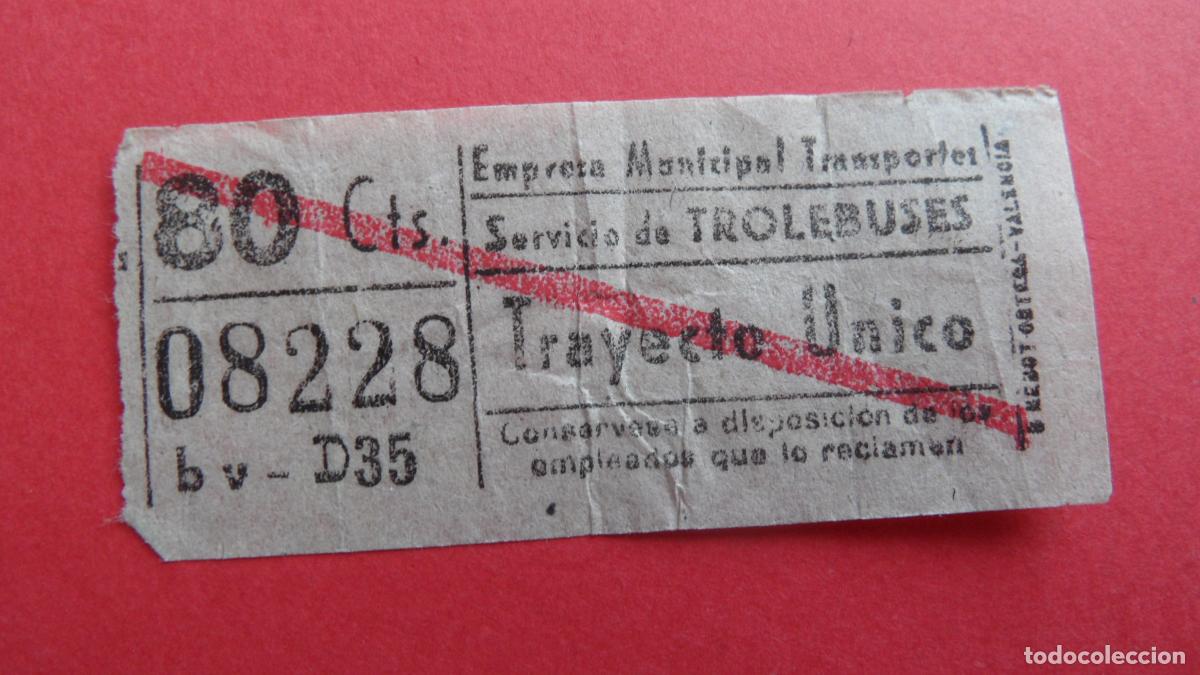 80 Cts.
08228
bv-D35
Empresa Municipal Transportes
Servicio de TROLEBUSES
Trayecto Unico
Consérvese a disposición de los
empleados que lo reclamen
ORTEGA-VALENCIA
todocoleccion